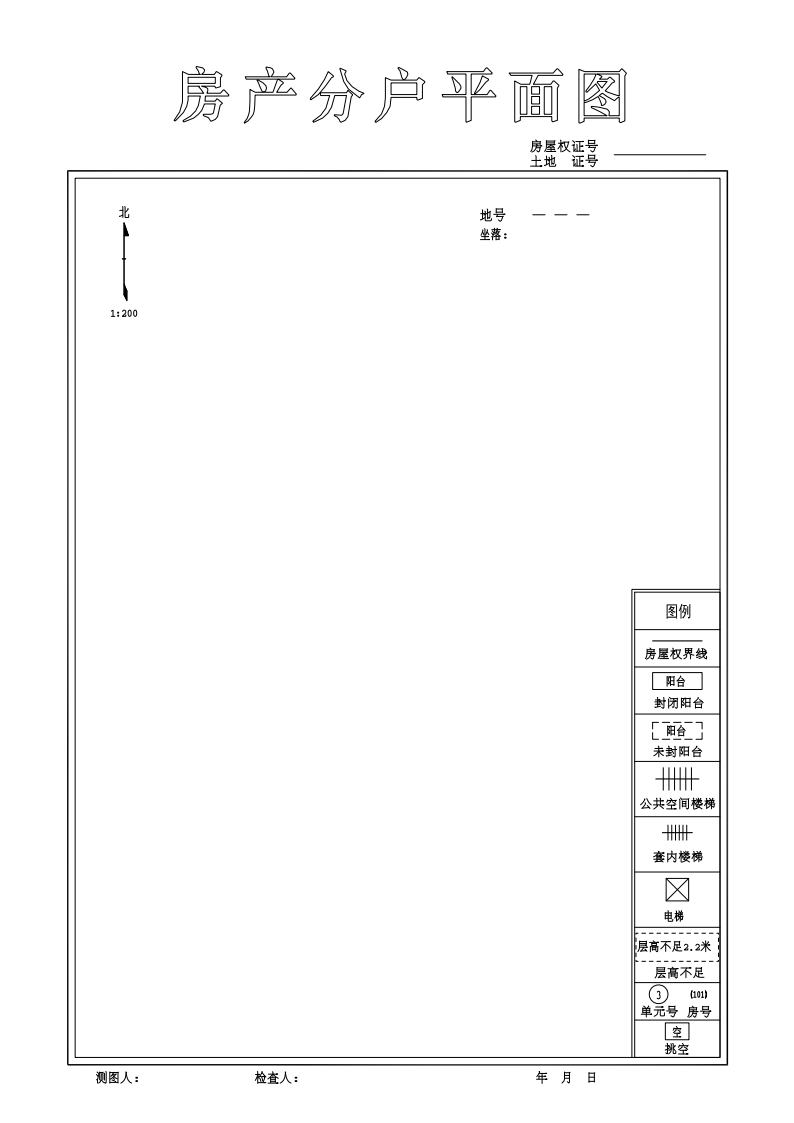 房产分户平面图
房屋权证号
土地 证号
北
地号 — — —
坐落：
1:200
图例
房屋权界线
阳台
封闭阳台
阳台
未封阳台
公共空间楼梯
套内楼梯
电梯
层高不足2.2米
层高不足
3 (101)
单元号 房号
空
挑空
测图人： 检查人： 年 月 日